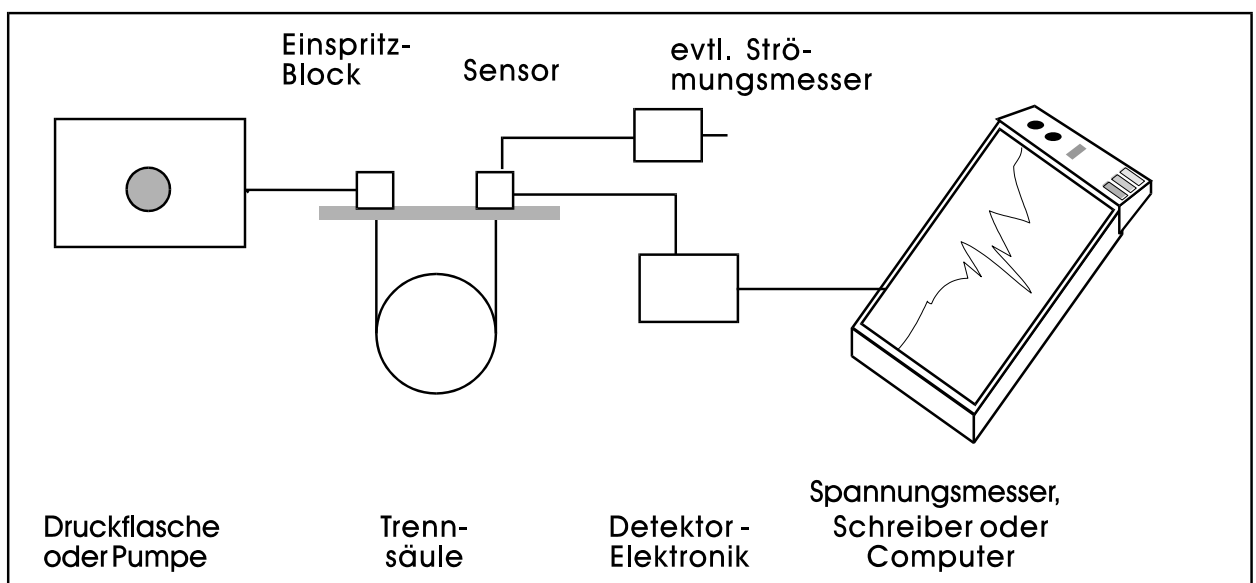 Einspritz-
Block
Sensor
evtl. Strö-
mungsmesser
Druckflasche
oder Pumpe
Trenn-
säule
Detektor -
Elektronik
Spannungsmesser,
Schreiber oder
Computer